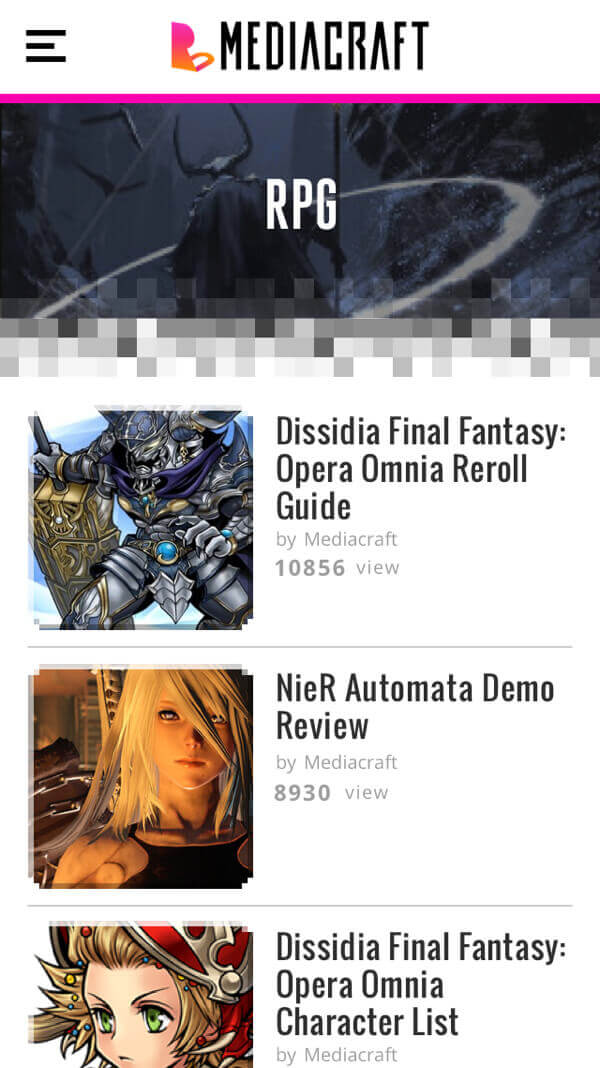 MEDIACRAFT
RPG
Dissidia Final Fantasy:
Opera Omnia Reroll
Guide
by Mediacraft
10856 view
NieR Automata Demo
Review
by Mediacraft
8930 view
Dissidia Final Fantasy:
Opera Omnia
Character List
by Mediacraft